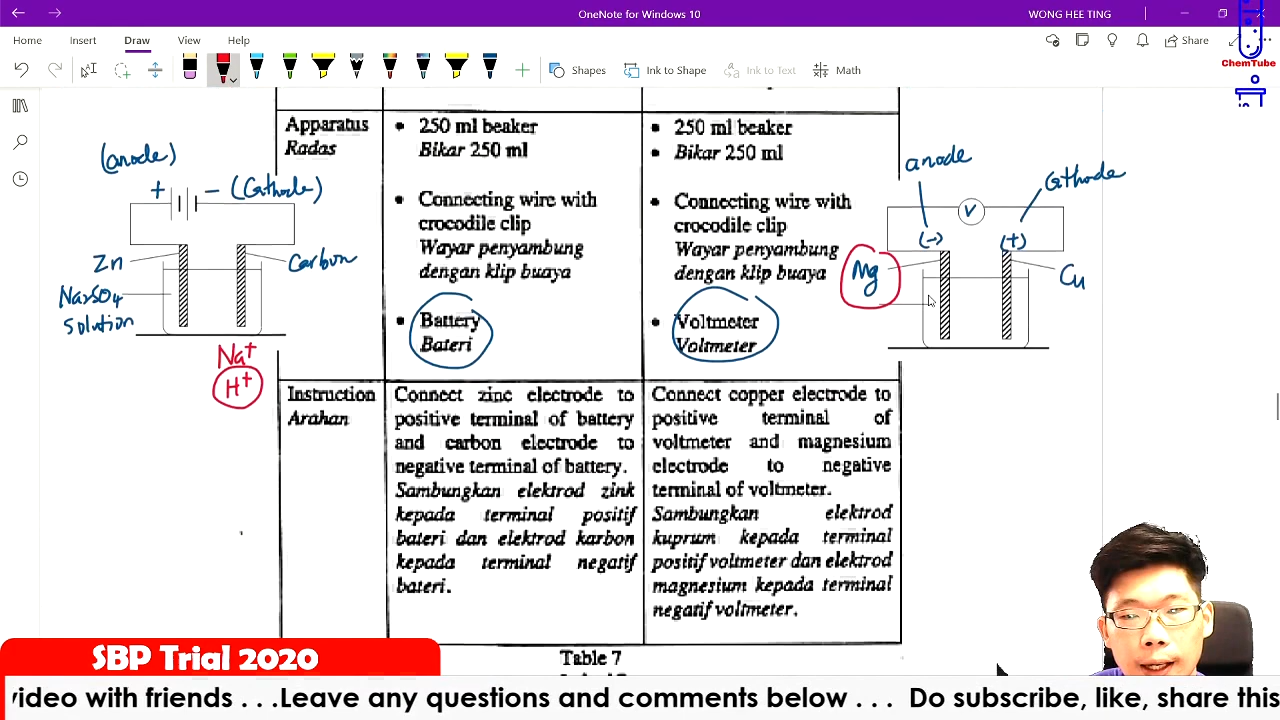 OneNote for Windows 10
WONG HEE TING
Home
Insert
Draw
View
Help
Share
Shapes
Ink to Shape
Ink to Text
Math
ChemTube
Apparatus
Radas
• 250 ml beaker
Bikar 250 ml
• Connecting wire with
crocodile clip
Wayar penyambung
dengan klip buaya
• Battery
Bateri
• 250 ml beaker
• Bikar 250 ml
• Connecting wire with
crocodile clip
Wayar penyambung
dengan klip buaya
• Voltmeter
Voltmeter
Instruction
Arahan
Connect zinc electrode to
positive terminal of battery
and carbon electrode to
negative terminal of battery.
Sambungkan elektrod zink
kepada terminal positif
bateri dan elektrod karbon
kepada terminal negatif
bateri.
Connect copper electrode to
positive terminal of
voltmeter and magnesium
electrode to negative
terminal of voltmeter.
Sambungkan elektrod
kuprum kepada terminal
positif voltmeter dan elektrod
magnesium kepada terminal
negatif voltmeter.
Table 7
(anode)
+ − (Cathode)
Zn
Carbon
Na2SO4
solution
Na+
H+
anode
Cathode
V
(−) (+)
Mg
Cu
SBP Trial 2020
video with friends . . .Leave any questions and comments below . . . Do subscribe, like, share this